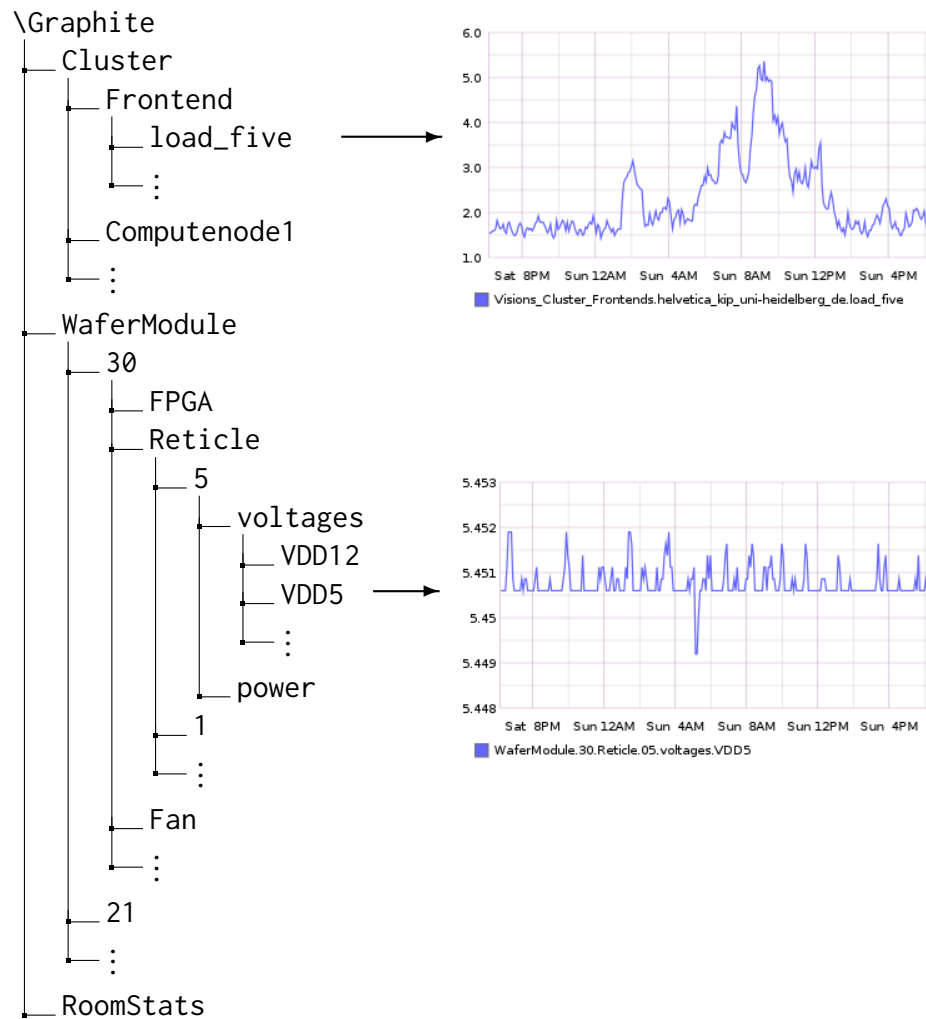 \Graphite
Cluster
Frontend
load_five
⋮
Computenode1
⋮
WaferModule
30
FPGA
Reticle
5
voltages
VDD12
VDD5
⋮
power
1
⋮
Fan
⋮
21
⋮
RoomStats
6.0
5.0
4.0
3.0
2.0
1.0
Sat 8PM Sun 12AM Sun 4AM Sun 8AM Sun 12PM Sun 4PM
Visions_Cluster_Frontends.helvetica_kip_uni-heidelberg_de.load_five
5.453
5.452
5.451
5.45
5.449
5.448
Sat 8PM Sun 12AM Sun 4AM Sun 8AM Sun 12PM Sun 4PM
WaferModule.30.Reticle.05.voltages.VDD5